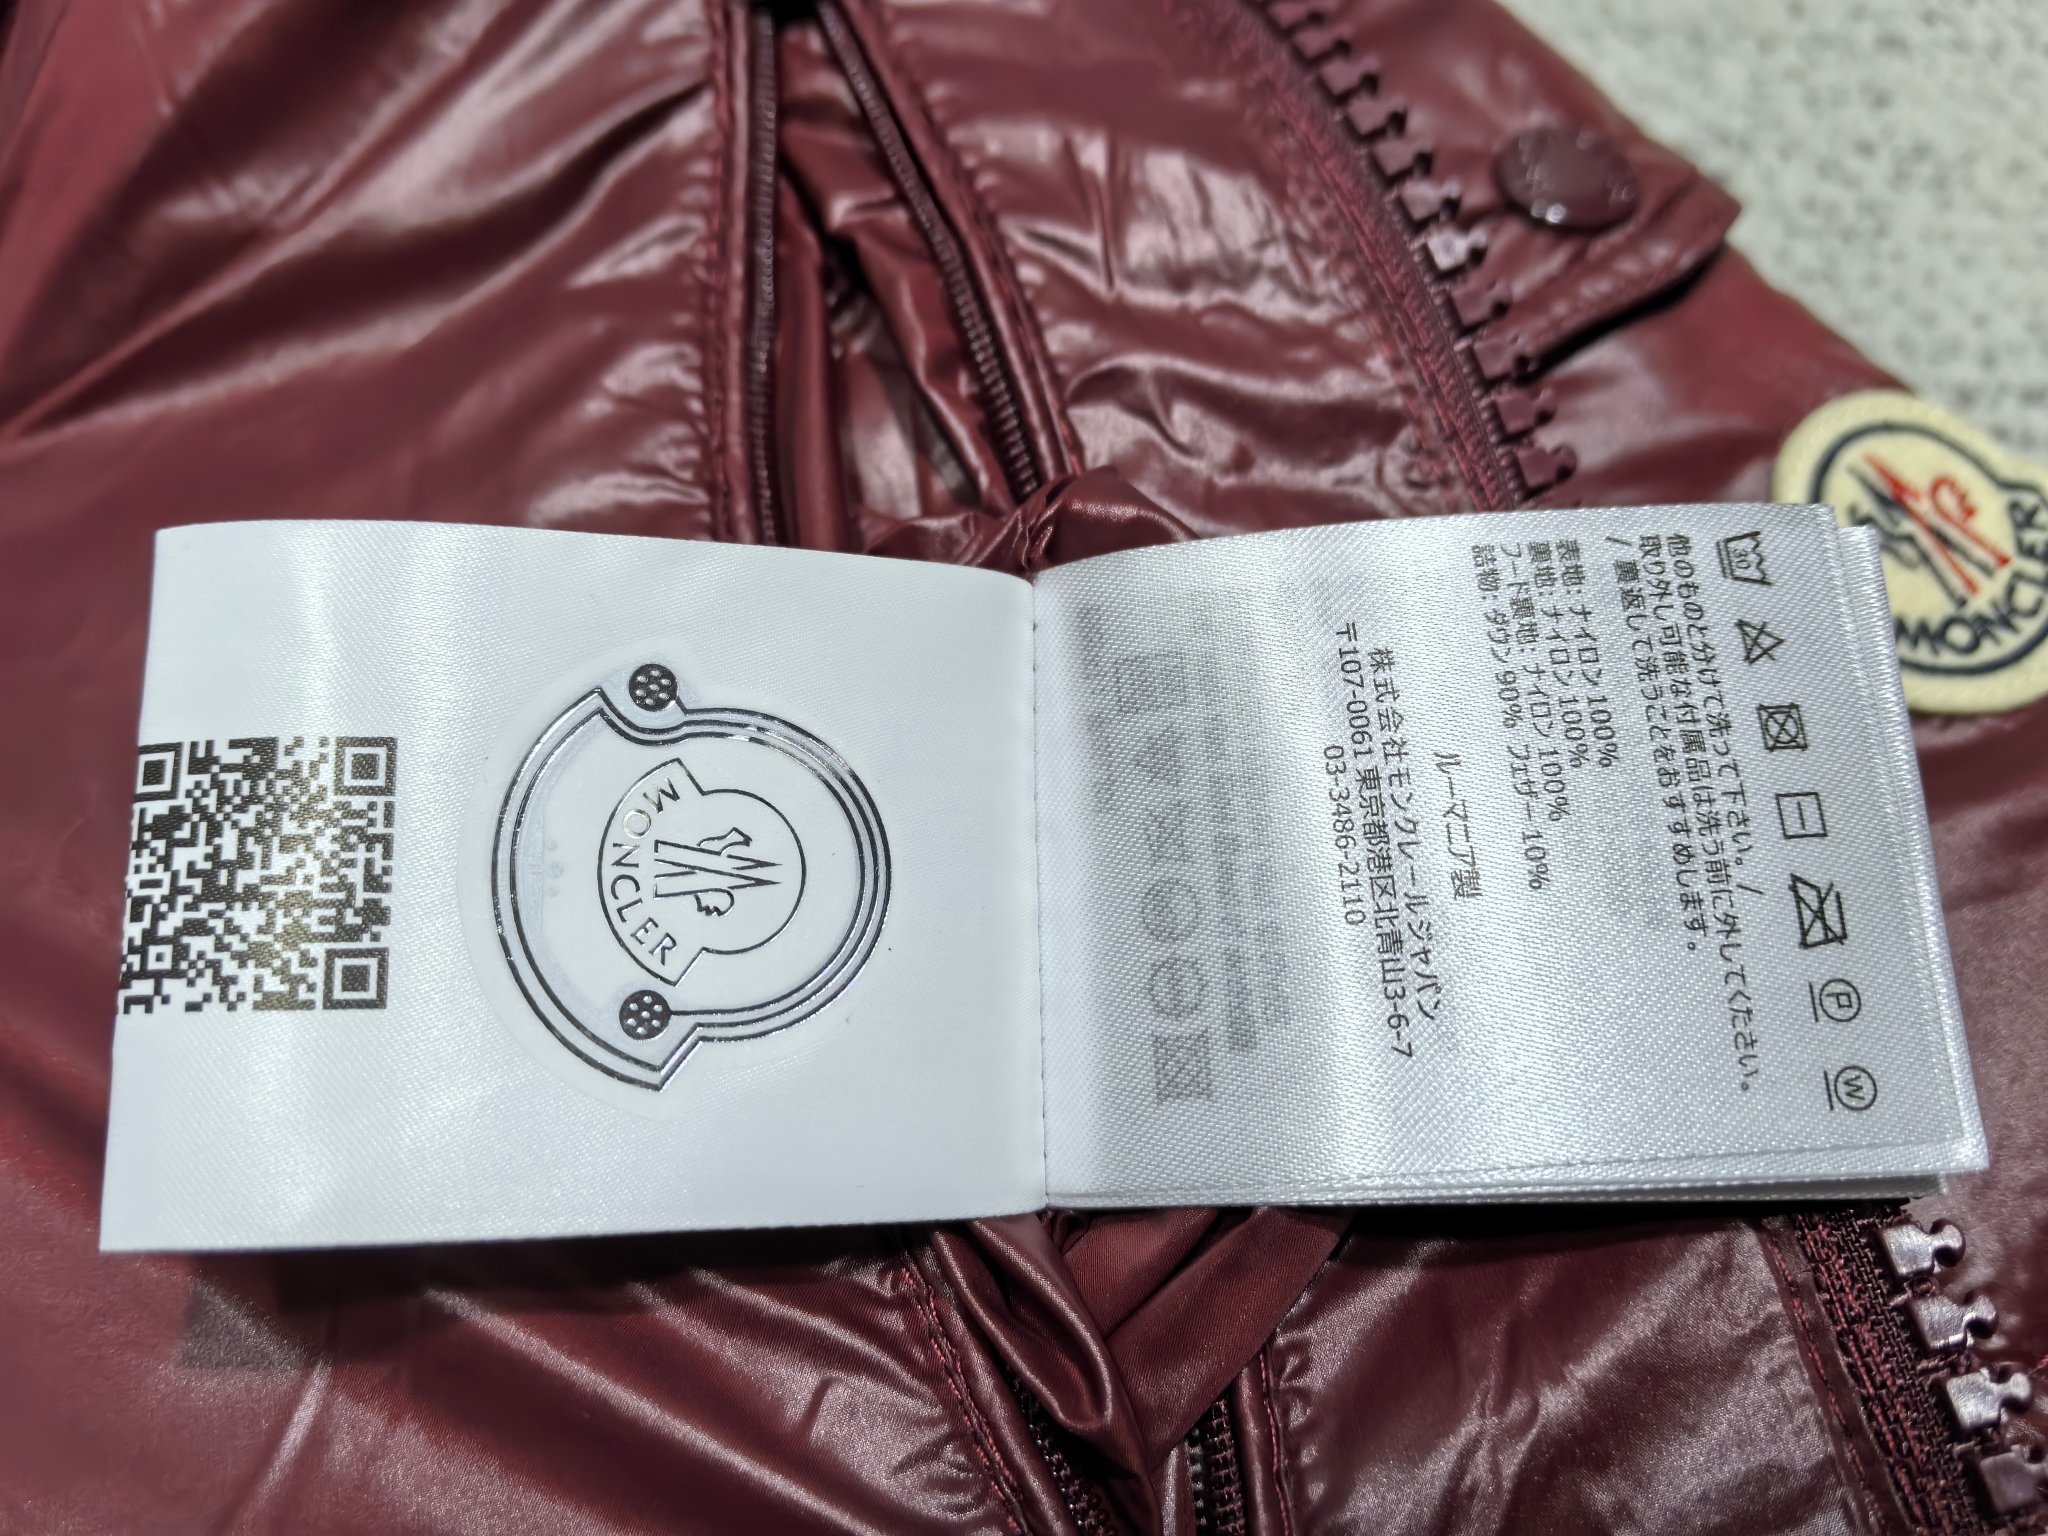 MONCLER
30
P
W
他のものと分けて洗って下さい。/
取り外し可能な付属品は洗う前に外してください。
/ 裏返して洗うことをおすすめします。
表地: ナイロン 100%
裏地: ナイロン 100%
フード裏地: ナイロン 100%
詰物: ダウン 90% フェザー 10%
ルーマニア製
株式会社モンクレールジャパン
〒107-0061 東京都港区北青山3-6-7
03-3486-2110
MONCLER